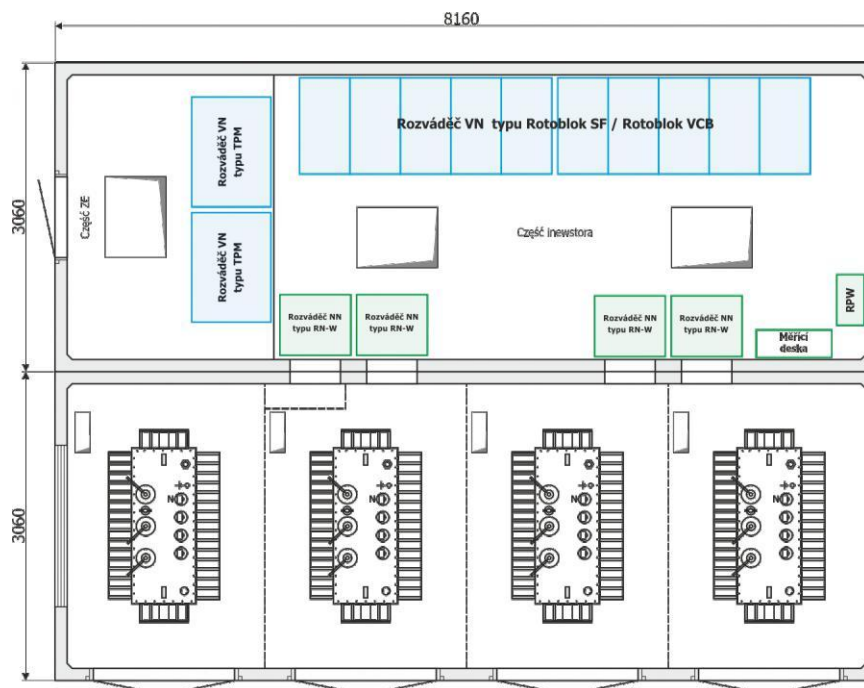 8160
Rozváděč VN typu Rotoblok SF / Rotoblok VCB
Rozváděč VN
typu TPM
Rozváděč VN
typu TPM
3060
Część ZE
Część inewstora
RPW
Rozváděč NN
typu RN-W
Rozváděč NN
typu RN-W
Rozváděč NN
typu RN-W
Rozváděč NN
typu RN-W
Měřící
deska
3060
N
N
N
N